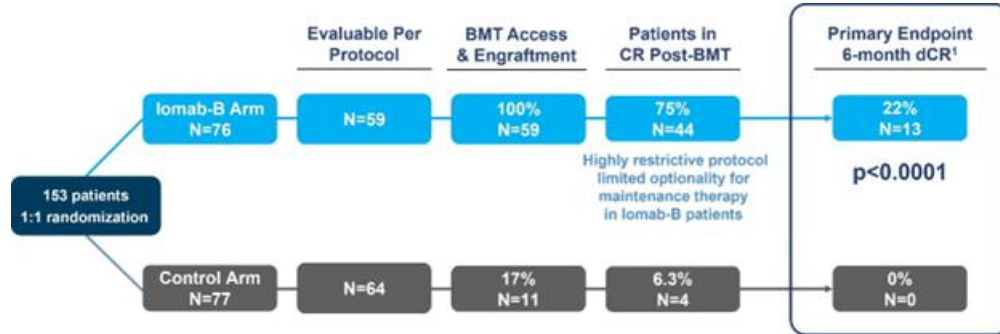 Evaluable Per
Protocol
BMT Access
& Engraftment
Patients in
CR Post-BMT
Primary Endpoint
6-month dCR¹
Iomab-B Arm
N=76
N=59
100%
N=59
75%
N=44
22%
N=13
Highly restrictive protocol
limited optionality for
maintenance therapy
in Iomab-B patients
p<0.0001
153 patients
1:1 randomization
Control Arm
N=77
N=64
17%
N=11
6.3%
N=4
0%
N=0